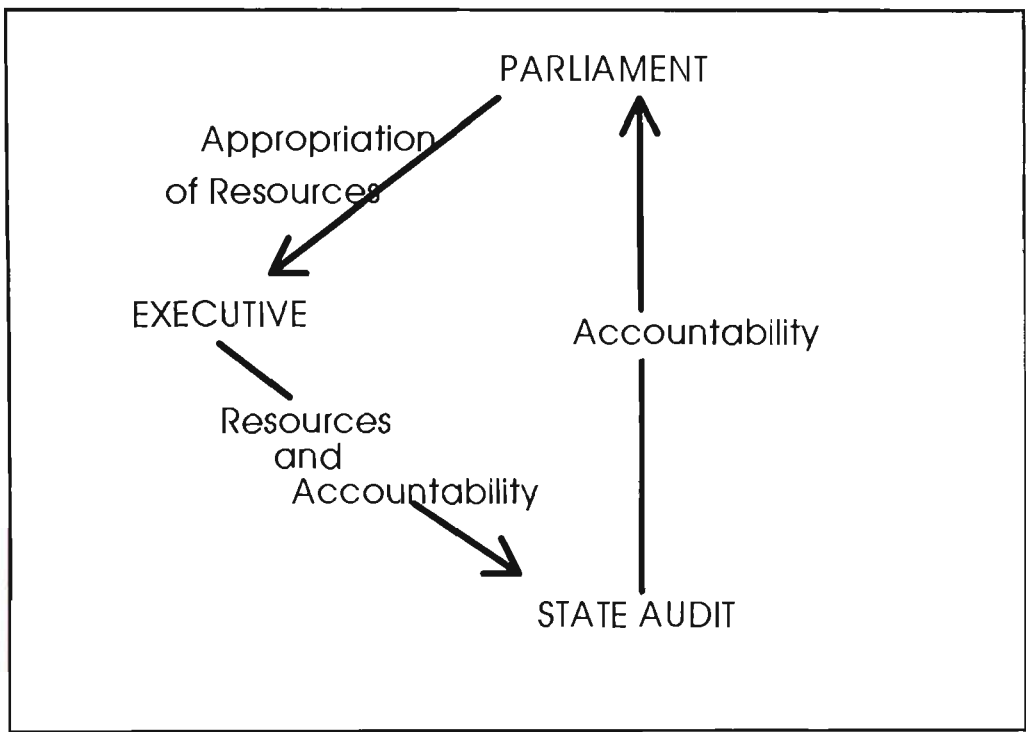 PARLIAMENT
Appropriation
of Resources
EXECUTIVE
Accountability
Resources
and
Accountability
STATE AUDIT